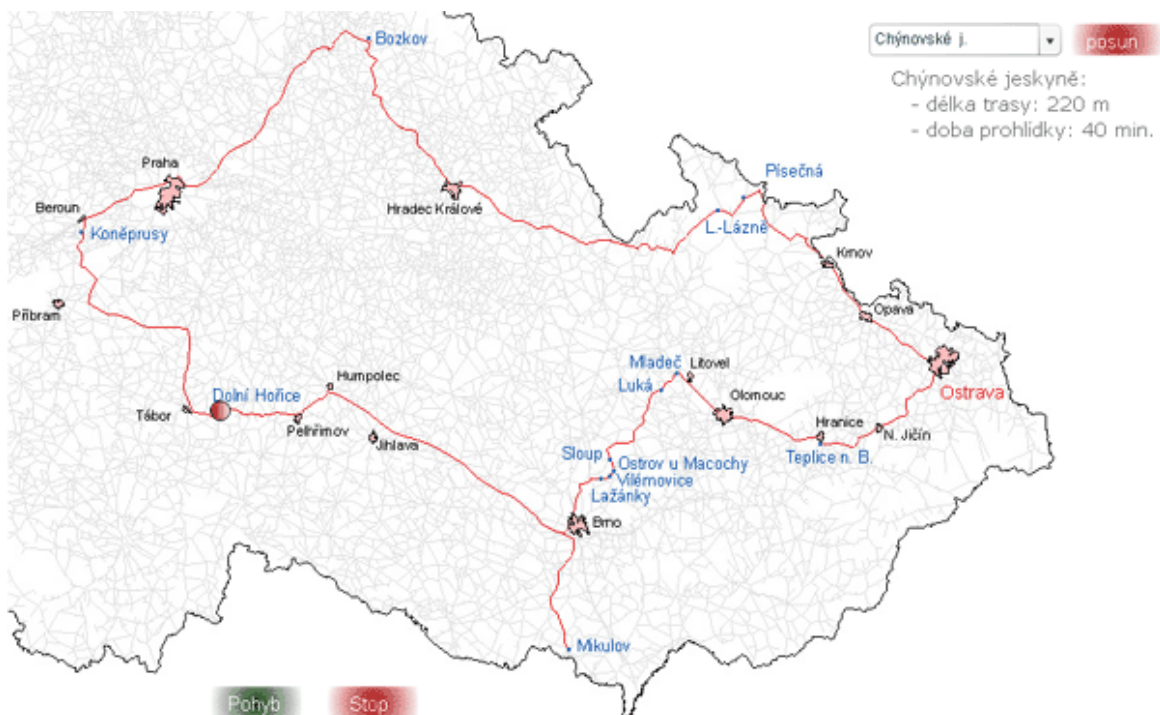 Bozkov
Chýnovské j.
posun
Chýnovské jeskyně:
- délka trasy: 220 m
- doba prohlídky: 40 min.
Praha
Písečná
Beroun
Hradec Králové
L-Lázně
Koněprusy
Krnov
Příbram
Opava
Mladeč
Litovel
Ostrava
Humpolec
Luká
Dolní Hořice
Olomouc
Tábor
Pelhřimov
Hranice
N. Jičín
Jihlava
Teplice n. B.
Sloup
Ostrov u Macochy
Vilémovice
Lažánky
Brno
Mikulov
Pohyb
Stop